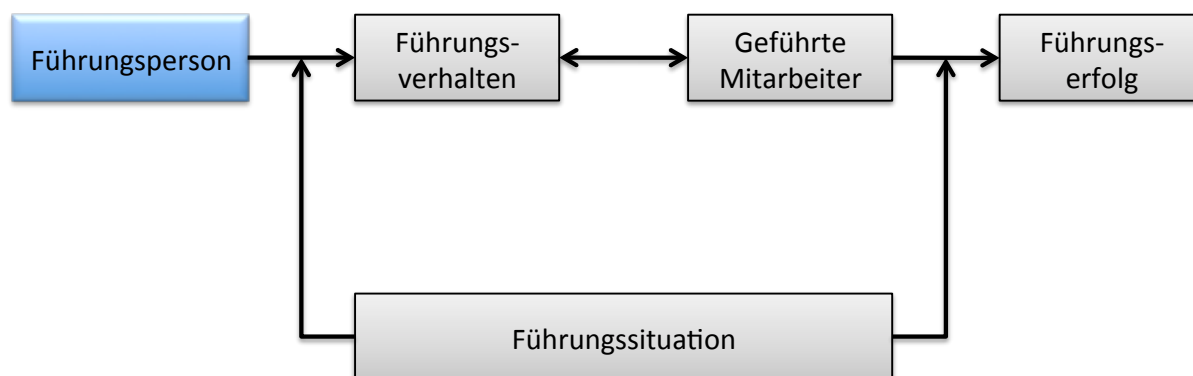 Führungsperson
Führungs-
verhalten
Geführte
Mitarbeiter
Führungs-
erfolg
Führungssituation